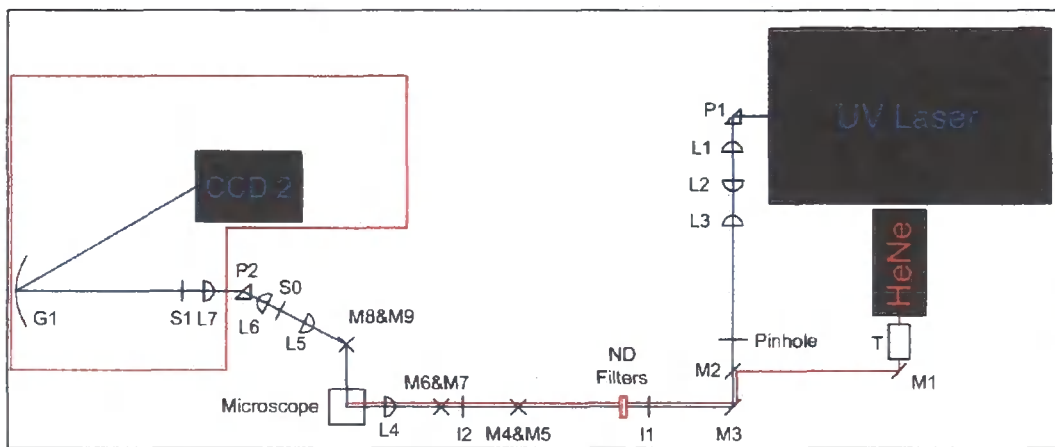 UV Laser
P1
L1
L2
L3
CCD 2
HeNe
P2
S0
G1
S1 L7
L6
L5
M8&M9
Pinhole
T
M2
M1
ND
Filters
M6&M7
Microscope
L4
I2
M4&M5
I1
M3